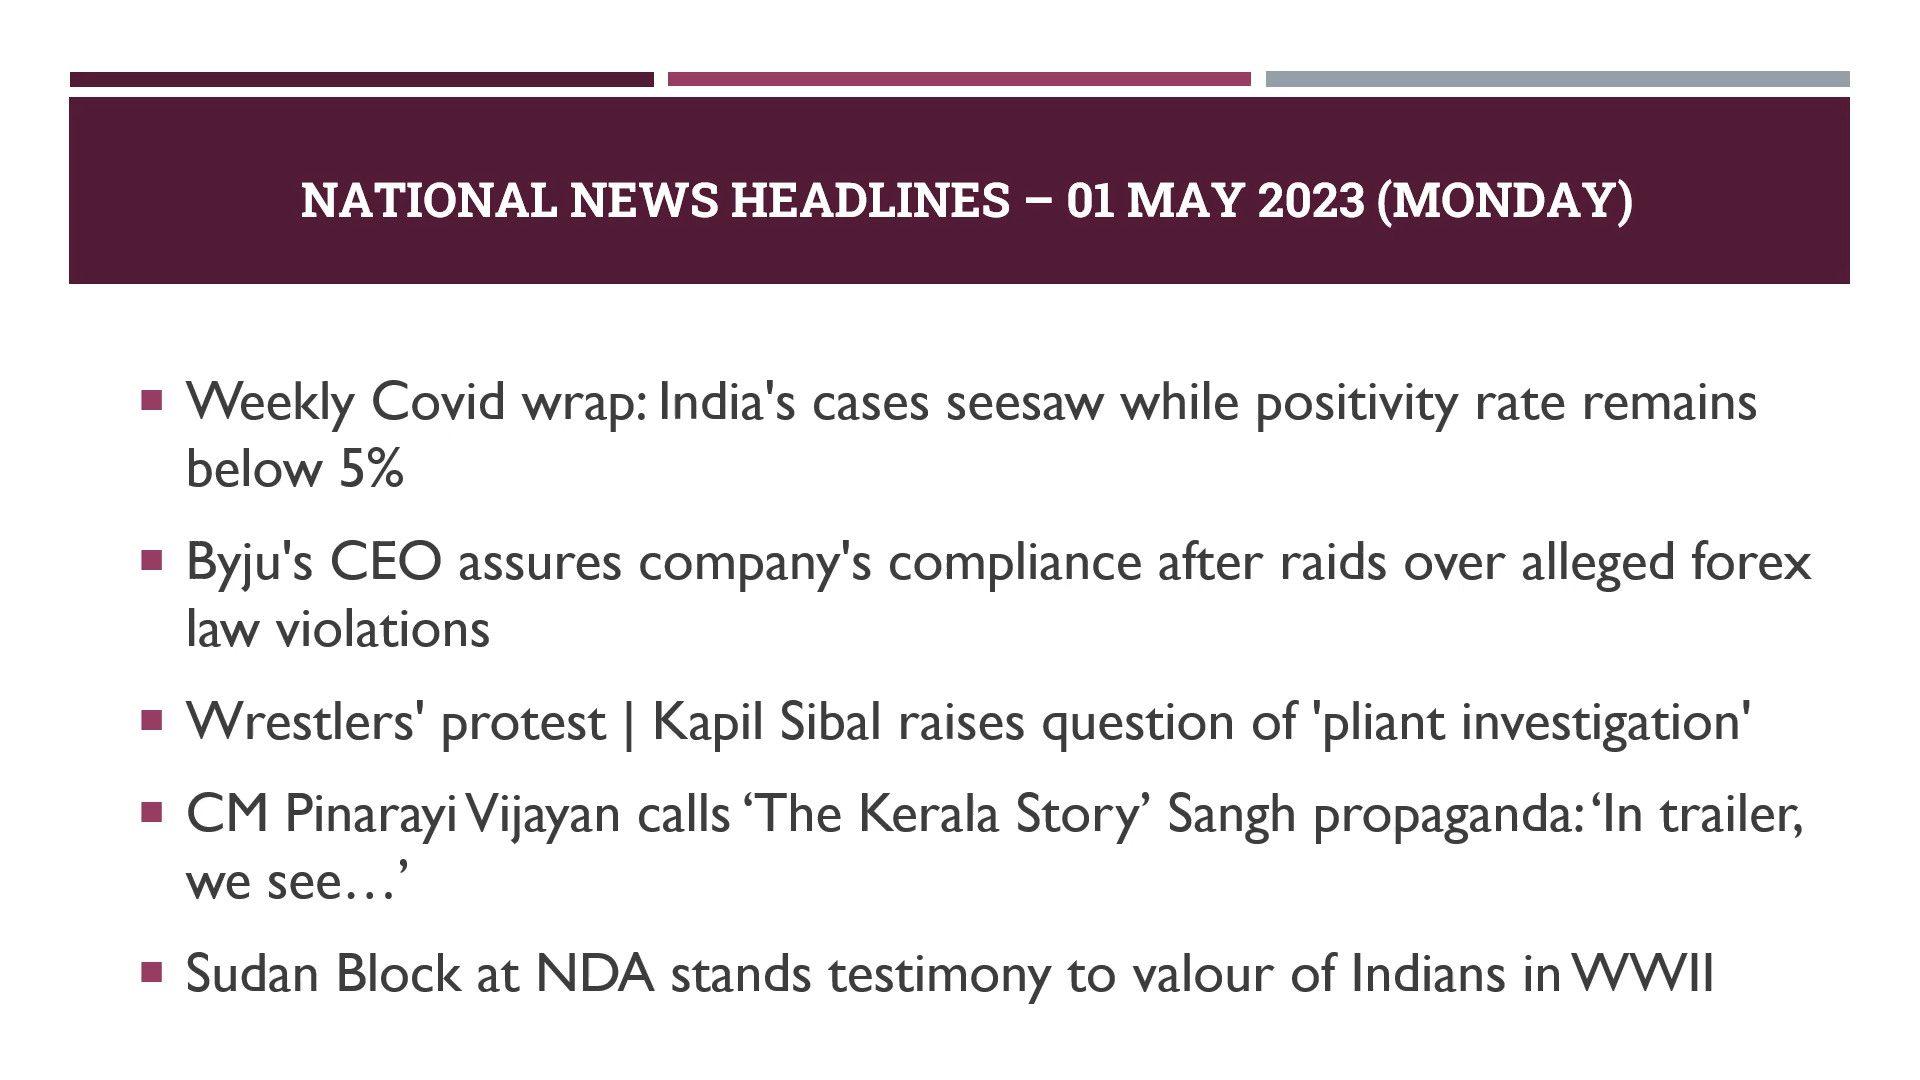 NATIONAL NEWS HEADLINES – 01 MAY 2023 (MONDAY)
Weekly Covid wrap: India's cases seesaw while positivity rate remains
below 5%
Byju's CEO assures company's compliance after raids over alleged forex
law violations
Wrestlers' protest | Kapil Sibal raises question of 'pliant investigation'
CM Pinarayi Vijayan calls ‘The Kerala Story’ Sangh propaganda: ‘In trailer,
we see…’
Sudan Block at NDA stands testimony to valour of Indians in WWII